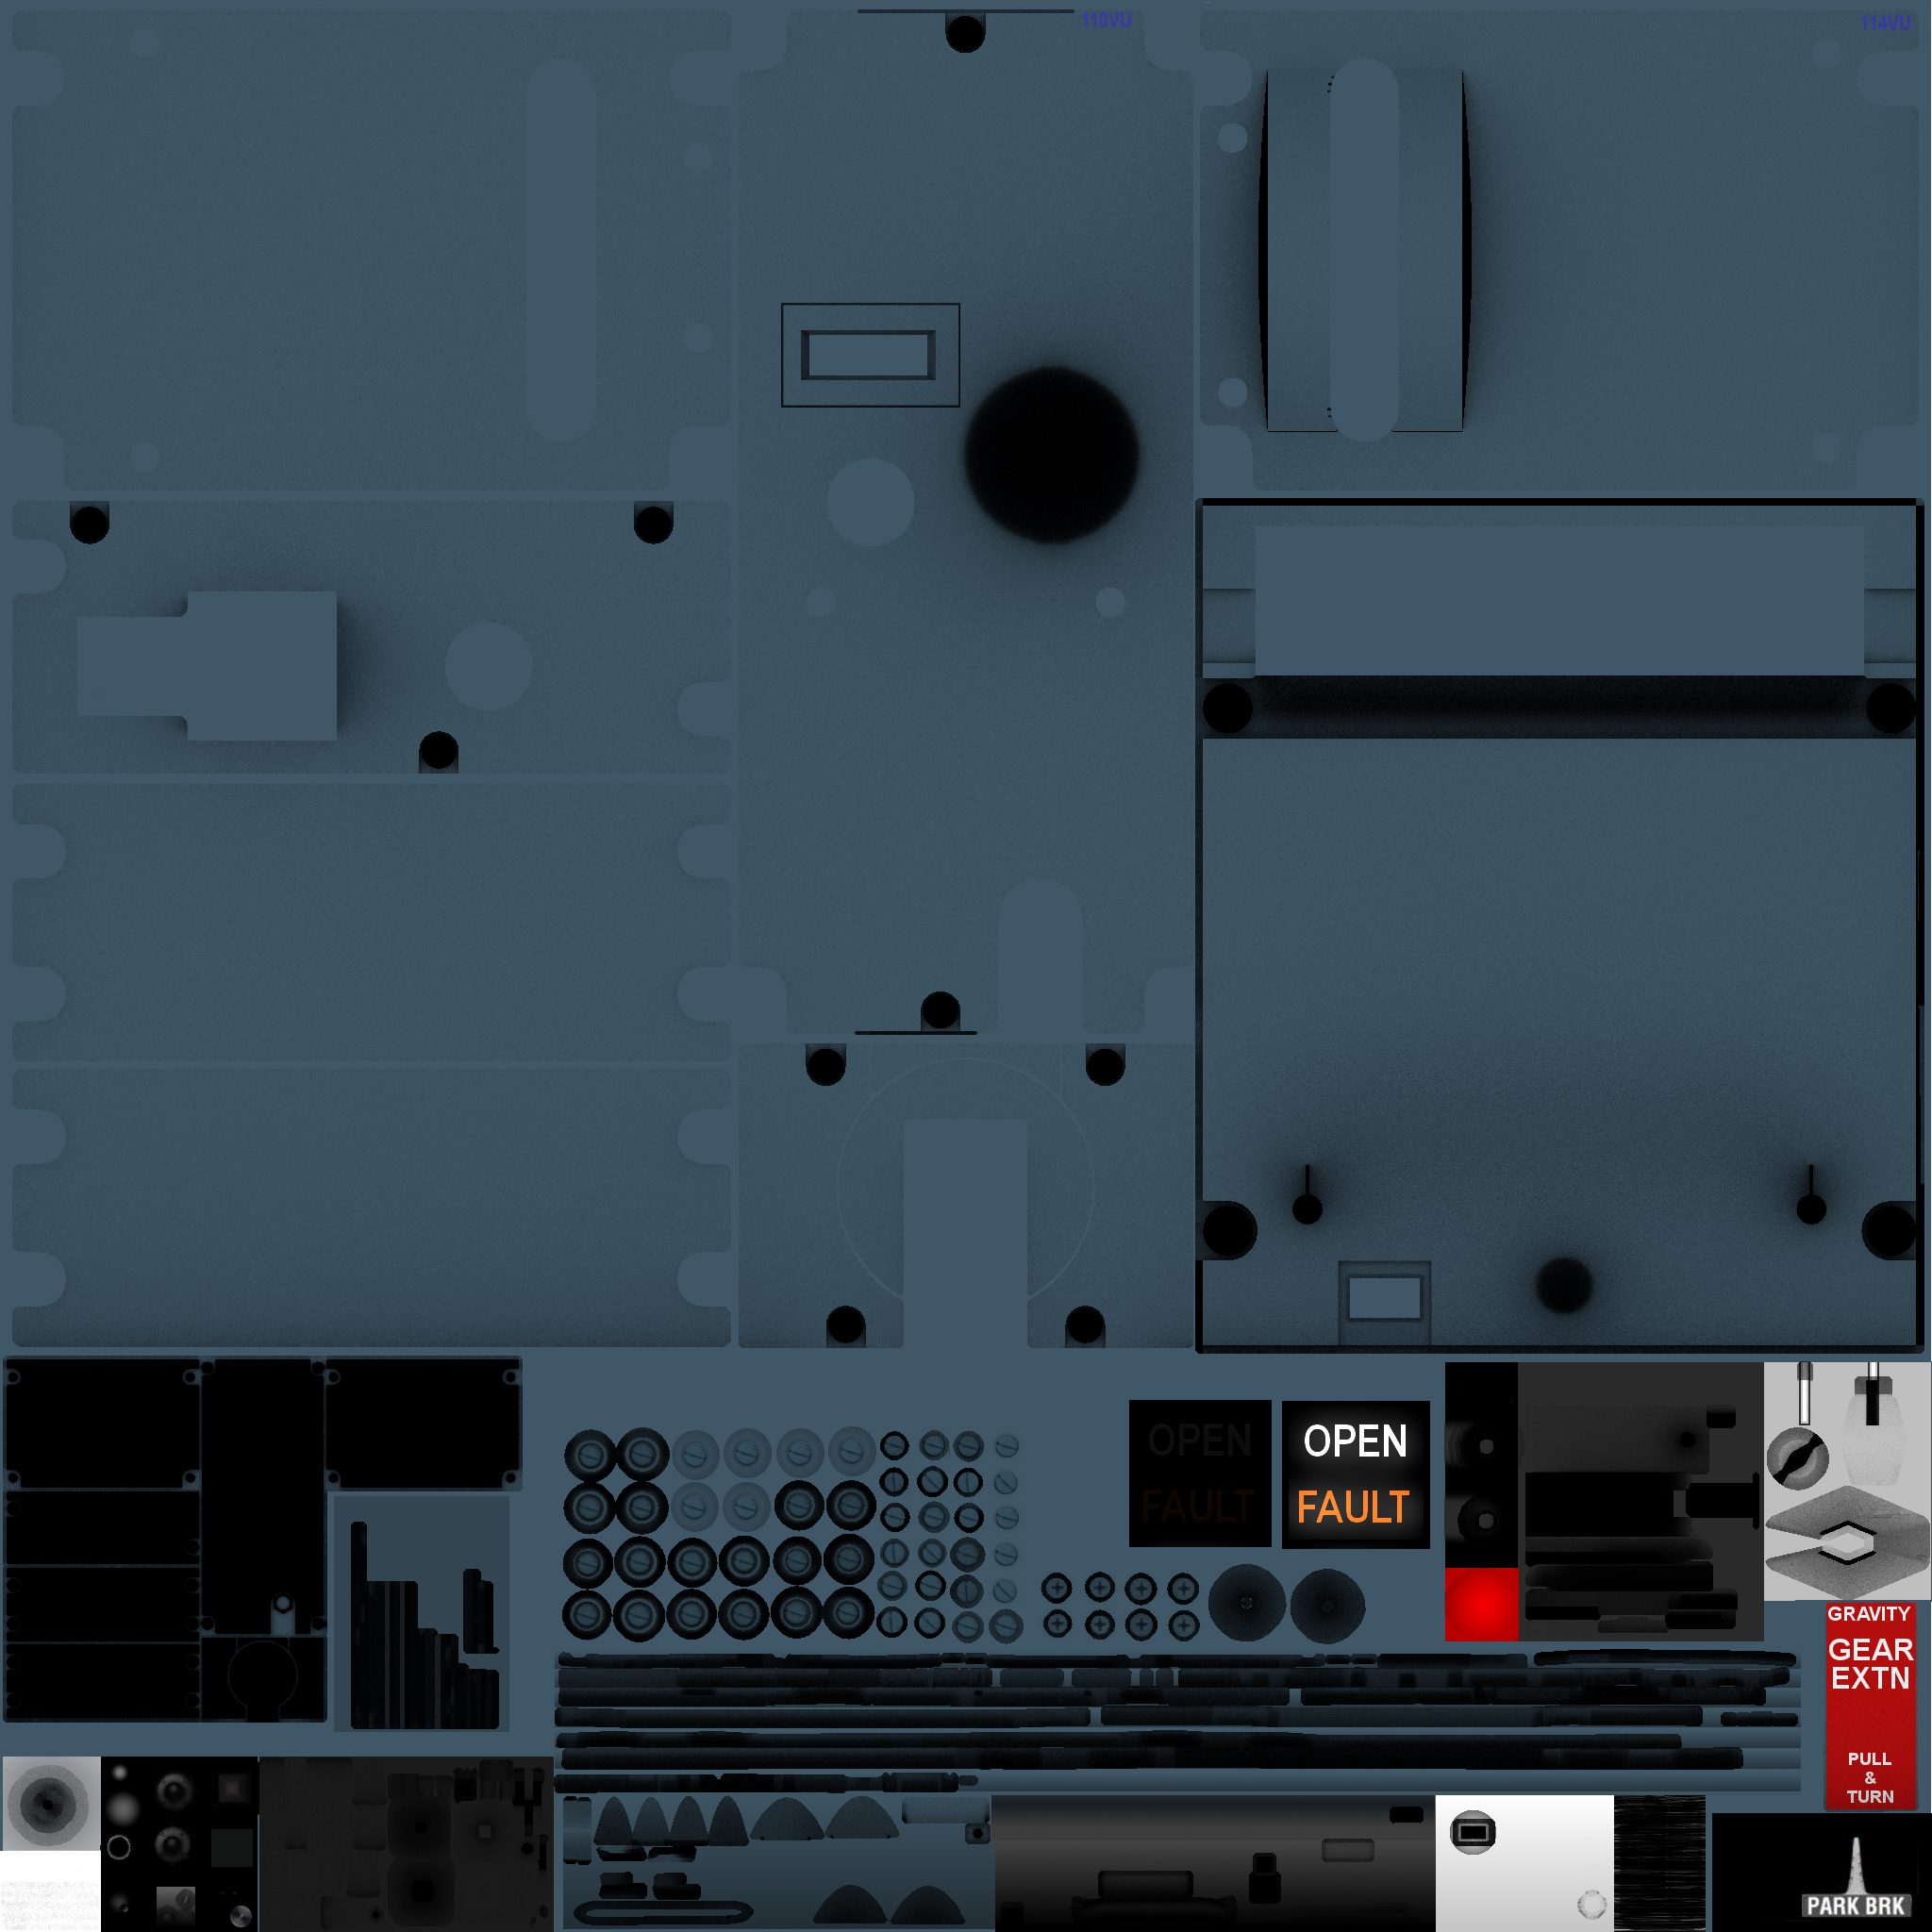 110VU
114VU
OPEN
FAULT
OPEN
FAULT
GRAVITY
GEAR
EXTN
PULL
&
TURN
PARK BRK